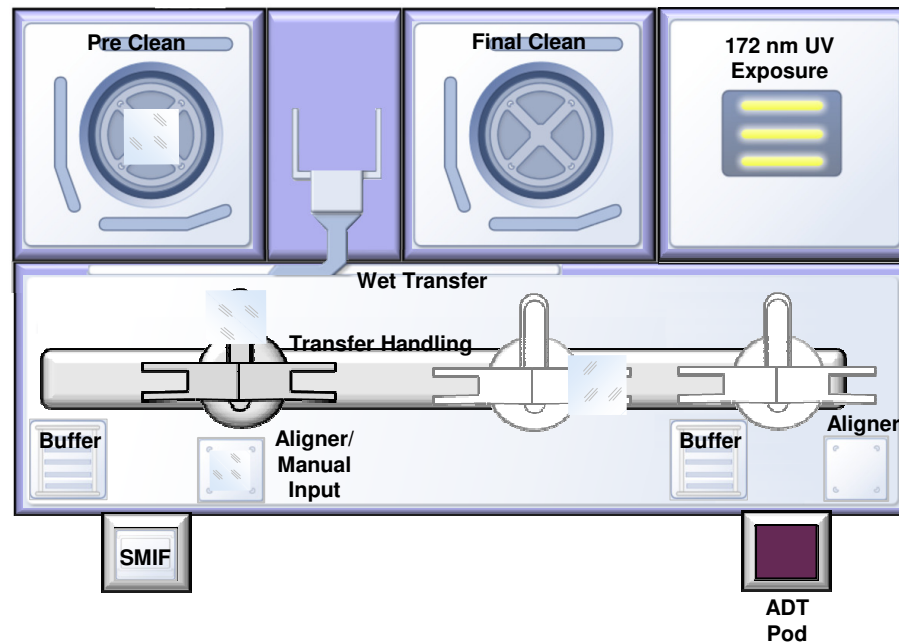 Pre Clean
Final Clean
172 nm UV
Exposure
Wet Transfer
Transfer Handling
Buffer
Aligner/
Manual
Input
Buffer
Aligner
SMIF
ADT
Pod